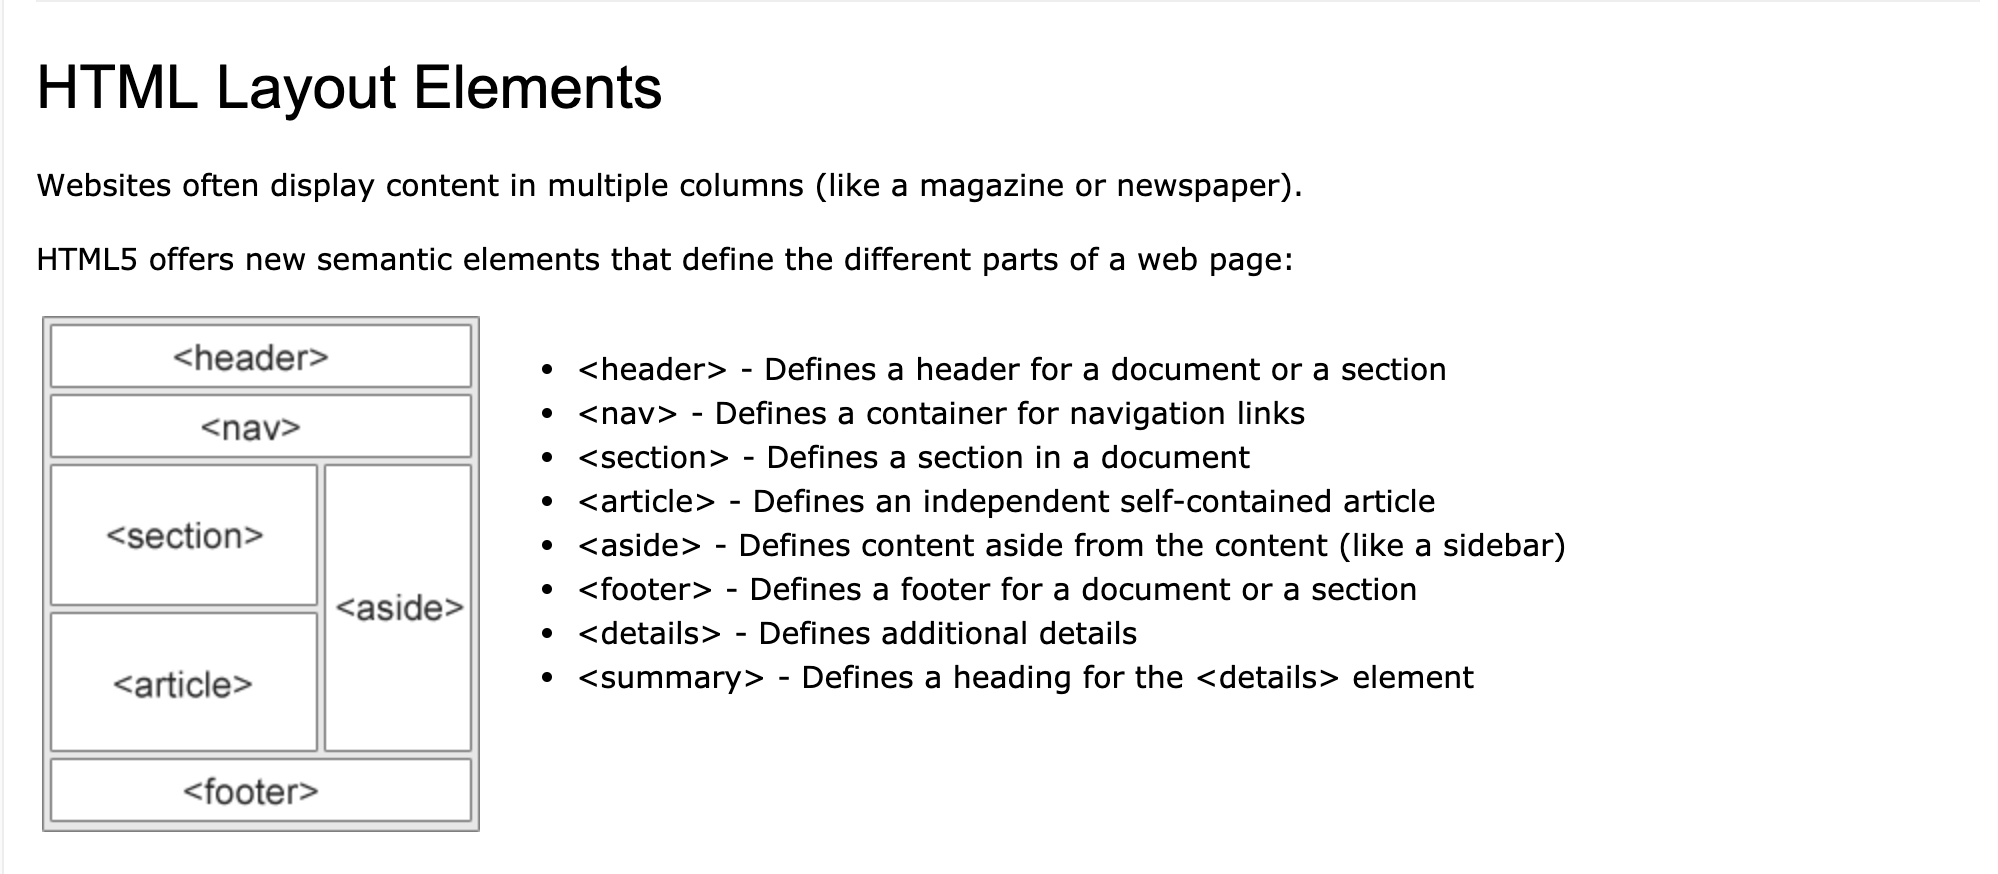 HTML Layout Elements
Websites often display content in multiple columns (like a magazine or newspaper).
HTML5 offers new semantic elements that define the different parts of a web page:
<header>
<nav>
<section>
<aside>
<article>
<footer>
• <header> - Defines a header for a document or a section
• <nav> - Defines a container for navigation links
• <section> - Defines a section in a document
• <article> - Defines an independent self-contained article
• <aside> - Defines content aside from the content (like a sidebar)
• <footer> - Defines a footer for a document or a section
• <details> - Defines additional details
• <summary> - Defines a heading for the <details> element